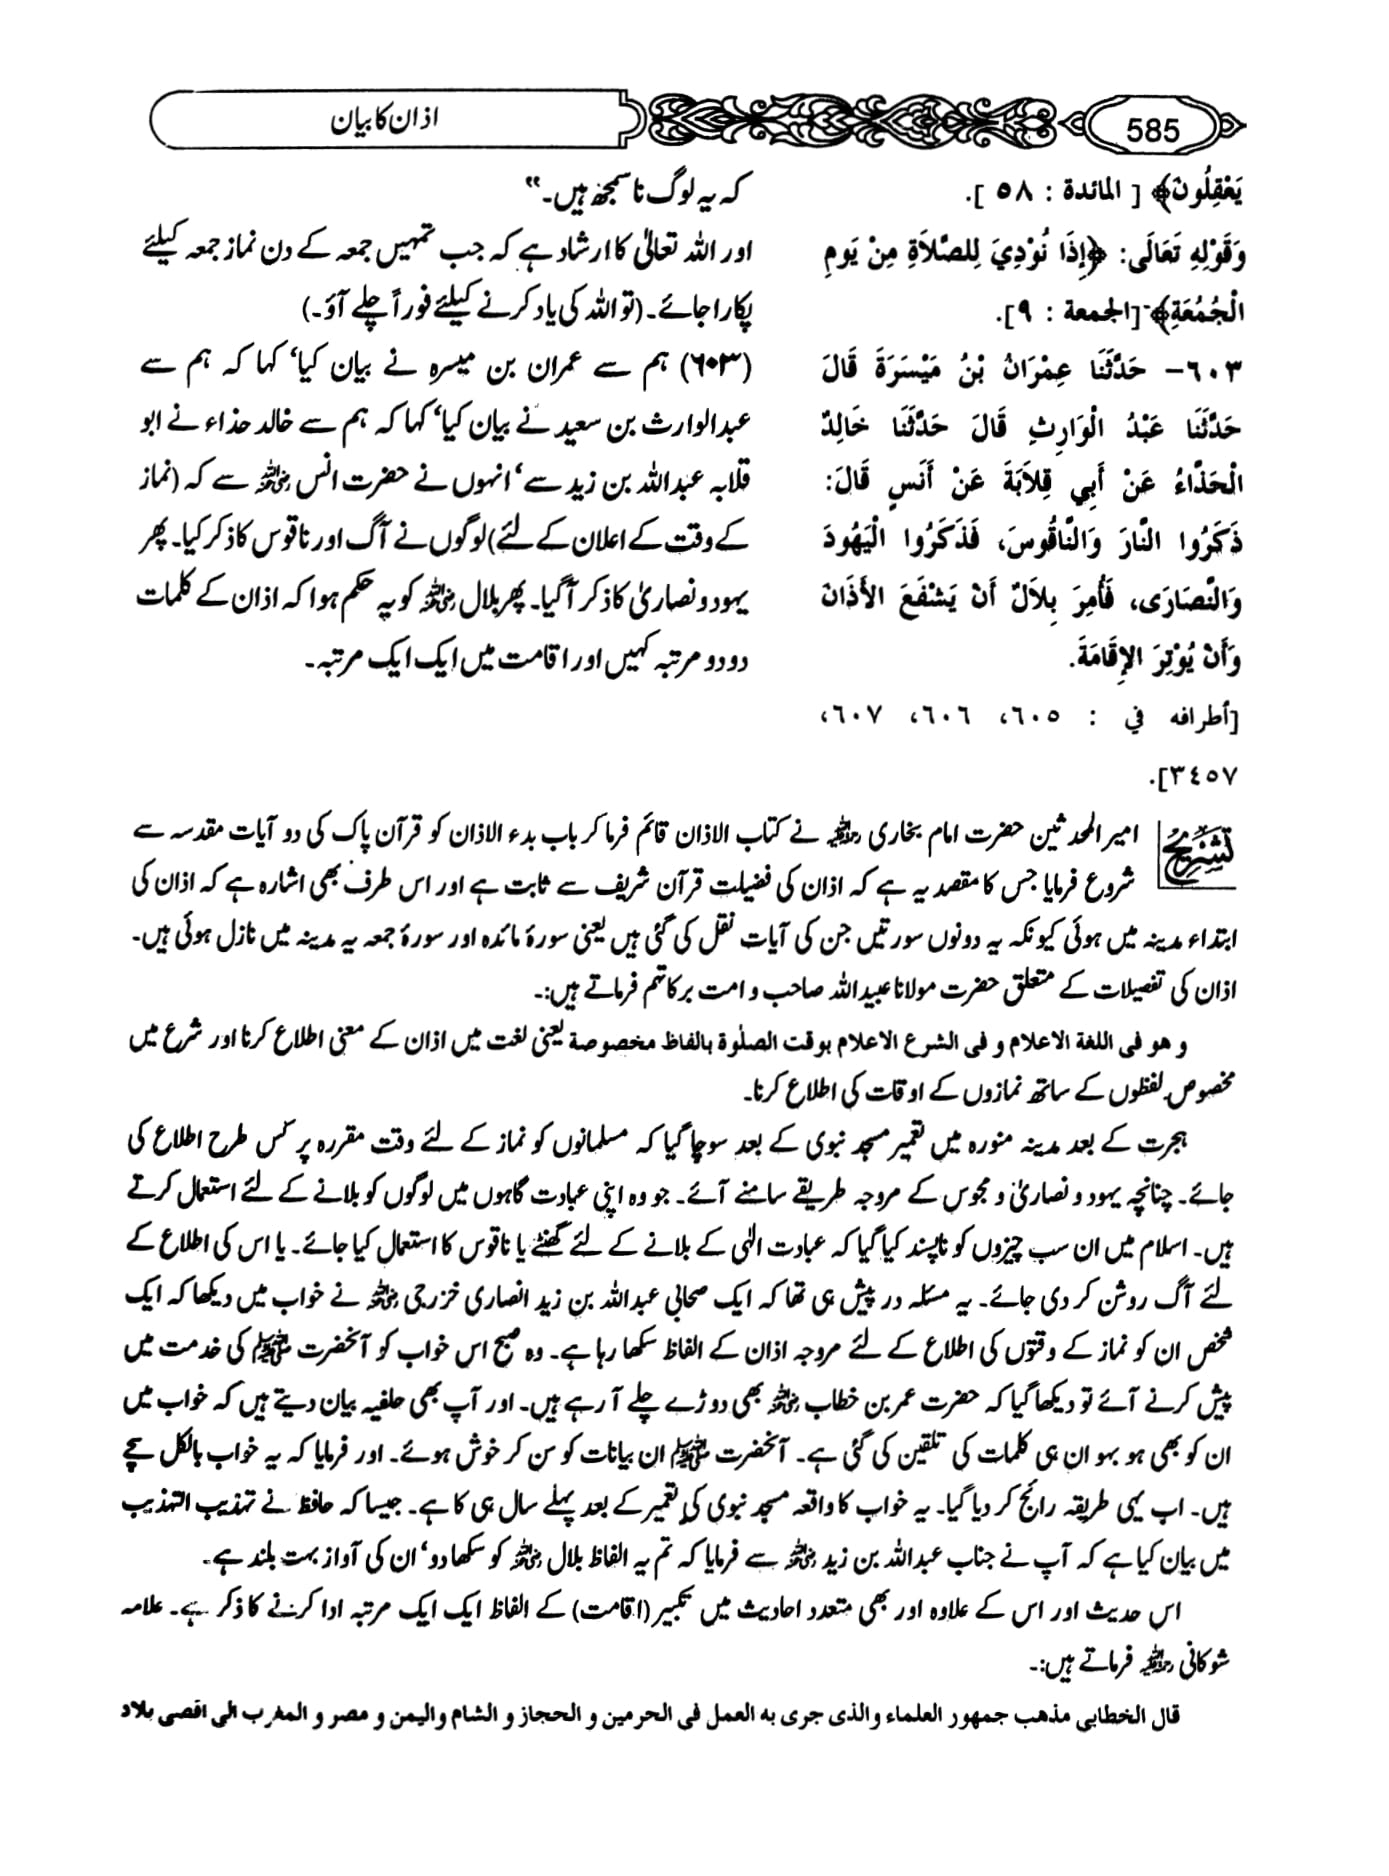 585
اذان کا بیان
يَعْقِلُونَ﴾ [ المائدة : ٥٨ ].
وَقَوْلِهِ تَعَالَى: ﴿إِذَا نُوْدِيَ لِلصَّلاَةِ مِنْ يَومِ
الْجُمُعَةِ﴾-[الجمعة : ٩].
٦٠٣- حَدَّثَنَا عِمْرَانُ بْنُ مَيْسَرَةَ قَالَ
حَدَّثَنَا عَبْدُ الْوَارِثِ قَالَ حَدَّثَنَا خَالِدٌ
الْحَذَّاءُ عَنْ أَبِي قِلاَبَةَ عَنْ أَنَسٍ قَالَ:
ذَكَرُوا النَّارَ وَالنَّاقُوسَ، فَذَكَرُوا الْيَهُودَ
وَالنَّصَارَى، فَأُمِرَ بِلاَلٌ أَنْ يَشْفَعَ الأَذَانَ
وَأَنْ يُوْتِرَ الإِقَامَةَ.
[أطرافه في : ٦٠٥، ٦٠٦، ٦٠٧،
٣٤٥٧].
کہ یہ لوگ ناسمجھ ہیں۔“
اور اللہ تعالیٰ کا ارشاد ہے کہ جب تمہیں جمعہ کے دن نماز جمعہ کیلئے
پکارا جائے۔ (تو اللہ کی یاد کرنے کیلئے فوراً چلے آؤ۔)
(۶۰۳) ہم سے عمران بن میسرہ نے بیان کیا‘ کہا کہ ہم سے
عبدالوارث بن سعید نے بیان کیا‘ کہا کہ ہم سے خالد حذاء نے ابو
قلابہ عبداللہ بن زید سے‘ انہوں نے حضرت انس رضی اللہ عنہ سے کہ (نماز
کے وقت کے اعلان کے لئے) لوگوں نے آگ اور ناقوس کا ذکر کیا۔ پھر
یہود و نصاریٰ کا ذکر آگیا۔ پھر بلال رضی اللہ عنہ کو یہ حکم ہوا کہ اذان کے کلمات
دو دو مرتبہ کہیں اور اقامت میں ایک ایک مرتبہ۔
تشریح امیر المحدثین حضرت امام بخاری رحمہ اللہ نے کتاب الاذان قائم فرما کر باب بدء الاذان کو قرآن پاک کی دو آیات مقدسہ سے
شروع فرمایا جس کا مقصد یہ ہے کہ اذان کی فضیلت قرآن شریف سے ثابت ہے اور اس طرف بھی اشارہ ہے کہ اذان کی
ابتداء مدینہ میں ہوئی کیونکہ یہ دونوں سورتیں جن کی آیات نقل کی گئی ہیں یعنی سورۂ مائدہ اور سورۂ جمعہ یہ مدینہ میں نازل ہوئی ہیں۔
اذان کی تفصیلات کے متعلق حضرت مولانا عبیداللہ صاحب دامت برکاتہم فرماتے ہیں:۔
و ھو فی اللغة الاعلام و فی الشرع الاعلام بوقت الصلوٰة بالفاظ مخصوصة یعنی لغت میں اذان کے معنی اطلاع کرنا اور شرع میں
مخصوص لفظوں کے ساتھ نمازوں کے اوقات کی اطلاع کرنا۔
ہجرت کے بعد مدینہ منورہ میں تعمیر مسجد نبوی کے بعد سوچا گیا کہ مسلمانوں کو نماز کے لئے وقت مقررہ پر کس طرح اطلاع کی
جائے۔ چنانچہ یہود و نصاریٰ و مجوس کے مروجہ طریقے سامنے آئے۔ جو وہ اپنی عبادت گاہوں میں لوگوں کو بلانے کے لئے استعمال کرتے
ہیں۔ اسلام میں ان سب چیزوں کو ناپسند کیا گیا کہ عبادت الٰہی کے بلانے کے لئے گھنٹے یا ناقوس کا استعمال کیا جائے۔ یا اس کی اطلاع کے
لئے آگ روشن کر دی جائے۔ یہ مسئلہ درپیش ہی تھا کہ ایک صحابی عبداللہ بن زید انصاری خزرجی رضی اللہ عنہ نے خواب میں دیکھا کہ ایک
شخص ان کو نماز کے وقتوں کی اطلاع کے لئے مروجہ اذان کے الفاظ سکھا رہا ہے۔ وہ صبح اس خواب کو آنحضرت ﷺ کی خدمت میں
پیش کرنے آئے تو دیکھا گیا کہ حضرت عمر بن خطاب رضی اللہ عنہ بھی دوڑے چلے آ رہے ہیں۔ اور آپ بھی حلفیہ بیان دیتے ہیں کہ خواب میں
ان کو بھی ہو بہو ان ہی کلمات کی تلقین کی گئی ہے۔ آنحضرت ﷺ ان بیانات کو سن کر خوش ہوئے۔ اور فرمایا کہ یہ خواب بالکل سچے
ہیں۔ اب یہی طریقہ رائج کر دیا گیا۔ یہ خواب کا واقعہ مسجد نبوی کی تعمیر کے بعد پہلے سال ہی کا ہے۔ جیسا کہ حافظ نے تہذیب التہذیب
میں بیان کیا ہے کہ آپ نے جناب عبداللہ بن زید رضی اللہ عنہ سے فرمایا کہ تم یہ الفاظ بلال رضی اللہ عنہ کو سکھا دو‘ ان کی آواز بہت بلند ہے۔
اس حدیث اور اس کے علاوہ اور بھی متعدد احادیث میں تکبیر (اقامت) کے الفاظ ایک ایک مرتبہ ادا کرنے کا ذکر ہے۔ علامہ
شوکانی رحمہ اللہ فرماتے ہیں:۔
قال الخطابی مذهب جمهور العلماء والذی جری به العمل فی الحرمین و الحجاز و الشام والیمن و مصر و المغرب الی اقصی بلاد